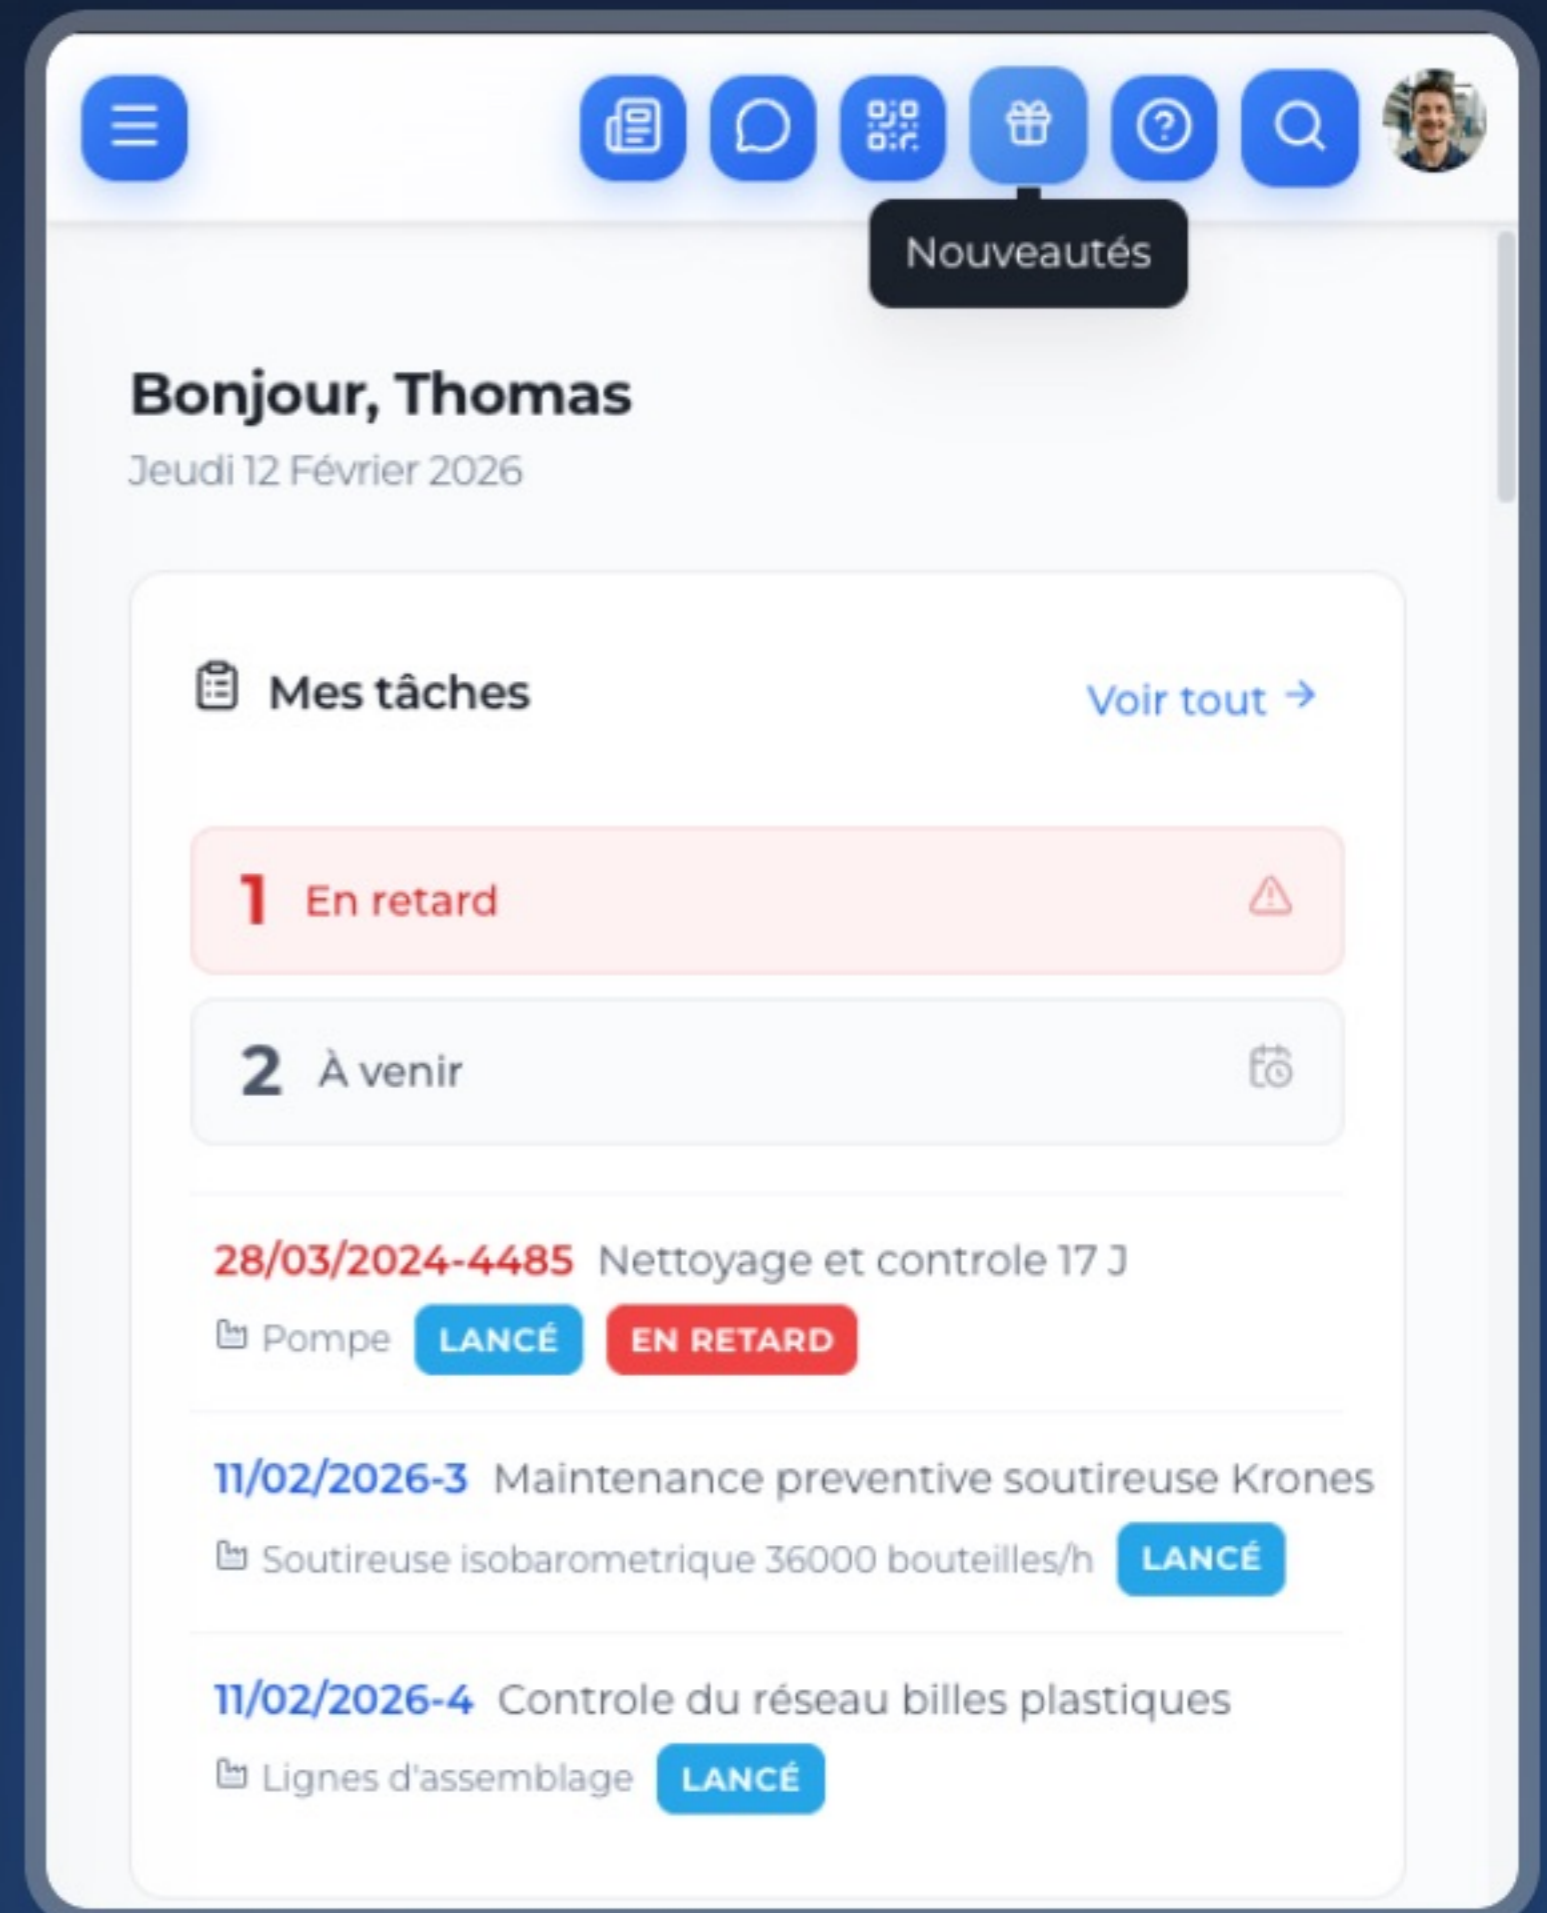 Nouveautés
Bonjour, Thomas
Jeudi 12 Février 2026
Mes tâches Voir tout →
1 En retard
2 À venir
28/03/2024-4485 Nettoyage et controle 17 J
Pompe LANCÉ EN RETARD
11/02/2026-3 Maintenance preventive soutireuse Krones
Soutireuse isobarometrique 36000 bouteilles/h LANCÉ
11/02/2026-4 Controle du réseau billes plastiques
Lignes d'assemblage LANCÉ